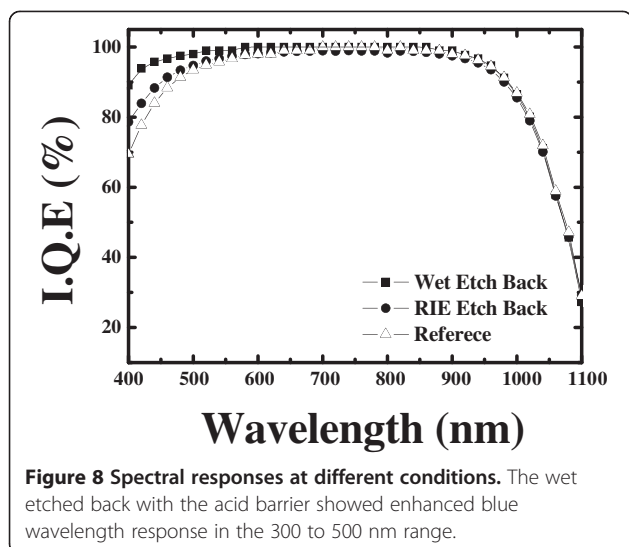 I.Q.E (%)
100
80
60
40
20
400 500 600 700 800 900 1000 1100
Wet Etch Back
RIE Etch Back
Referece
Wavelength (nm)
Figure 8 Spectral responses at different conditions. The wet
etched back with the acid barrier showed enhanced blue
wavelength response in the 300 to 500 nm range.